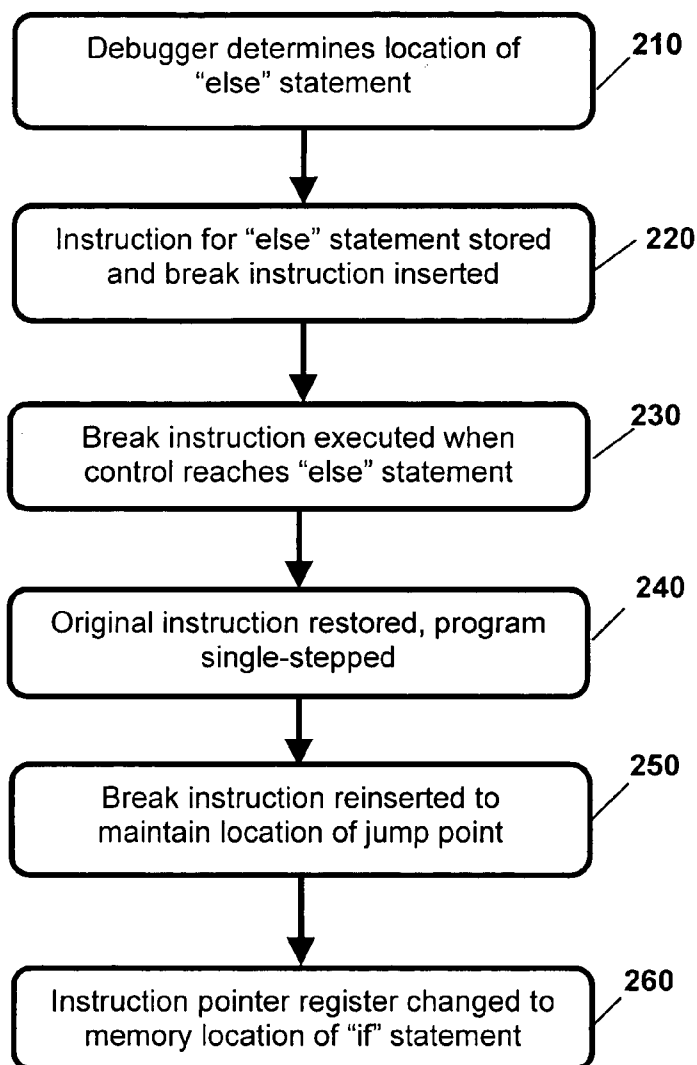 Debugger determines location of
“else” statement
210
Instruction for “else” statement stored
and break instruction inserted
220
Break instruction executed when
control reaches “else” statement
230
Original instruction restored, program
single-stepped
240
Break instruction reinserted to
maintain location of jump point
250
Instruction pointer register changed to
memory location of “if” statement
260